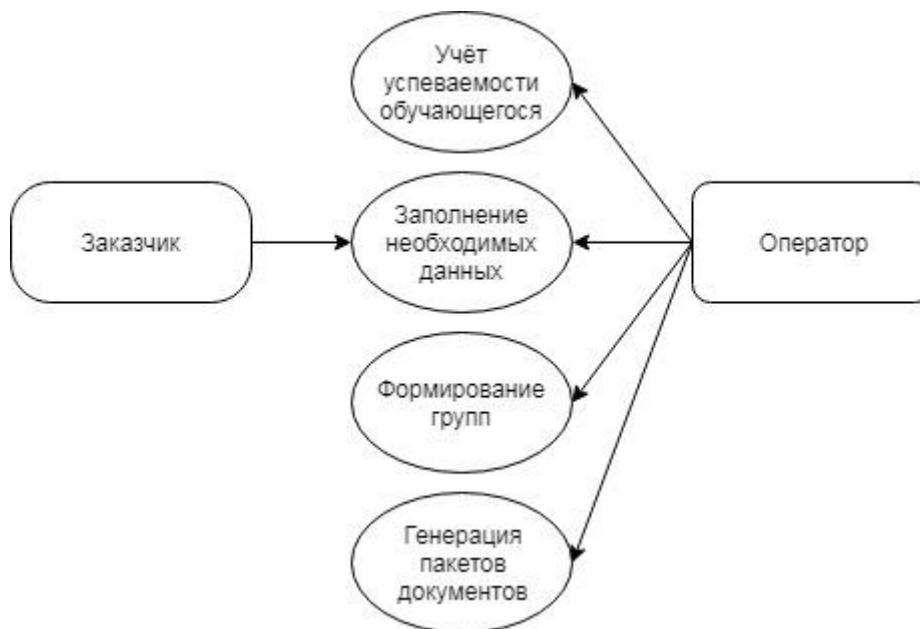 Учёт
успеваемости
обучающегося
Заказчик
Заполнение
необходимых
данных
Оператор
Формирование
групп
Генерация
пакетов
документов